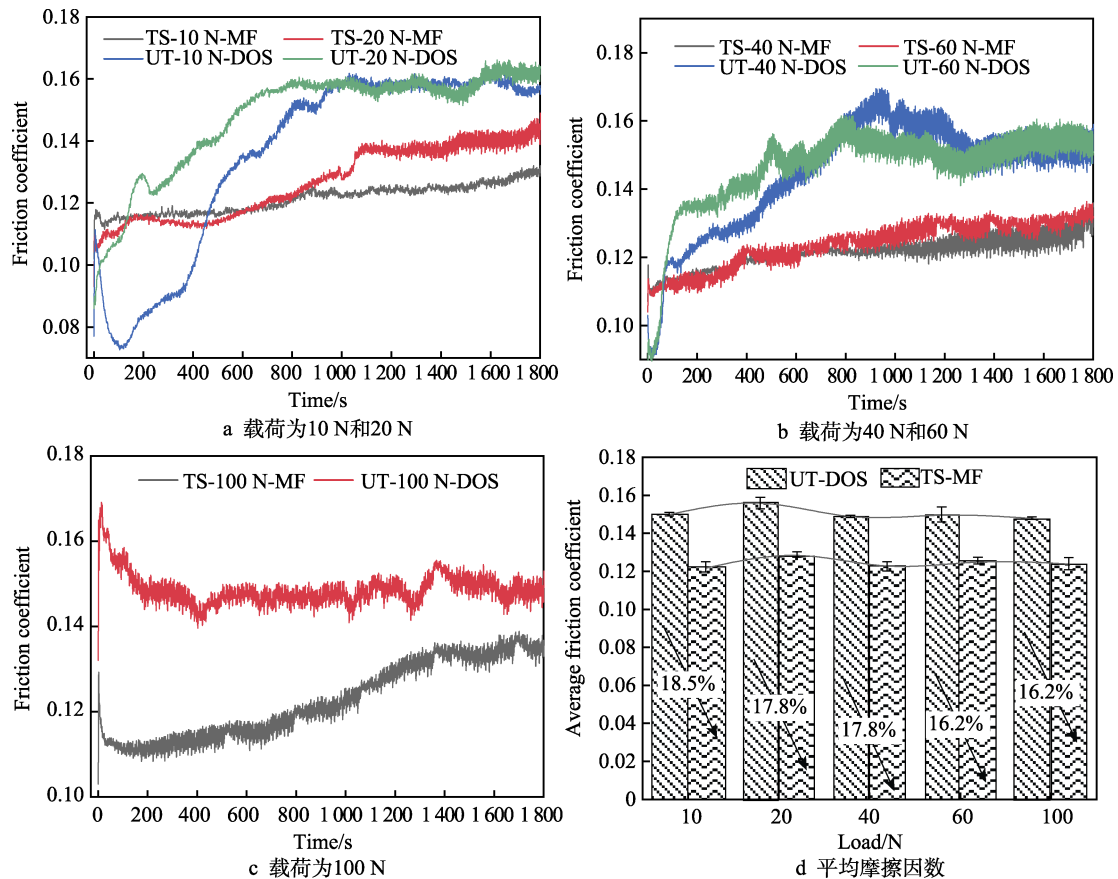 0.18
0.16
0.14
0.12
0.10
0.08
Friction coefficient
TS-10 N-MF TS-20 N-MF
UT-10 N-DOS UT-20 N-DOS
0 200 400 600 800 1 000 1 200 1 400 1 600 1 800
Time/s
a 载荷为10 N和20 N
0.18
0.16
0.14
0.12
0.10
Friction coefficient
TS-40 N-MF TS-60 N-MF
UT-40 N-DOS UT-60 N-DOS
0 200 400 600 800 1 000 1 200 1 400 1 600 1 800
Time/s
b 载荷为40 N和60 N
0.18
0.16
0.14
0.12
0.10
Friction coefficient
TS-100 N-MF UT-100 N-DOS
0 200 400 600 800 1 000 1 200 1 400 1 600 1 800
Time/s
c 载荷为100 N
0.18
0.16
0.14
0.12
0.10
0.08
0.06
0.04
0.02
0
Average friction coefficient
UT-DOS TS-MF
18.5% 17.8% 17.8% 16.2% 16.2%
10 20 40 60 100
Load/N
d 平均摩擦因数